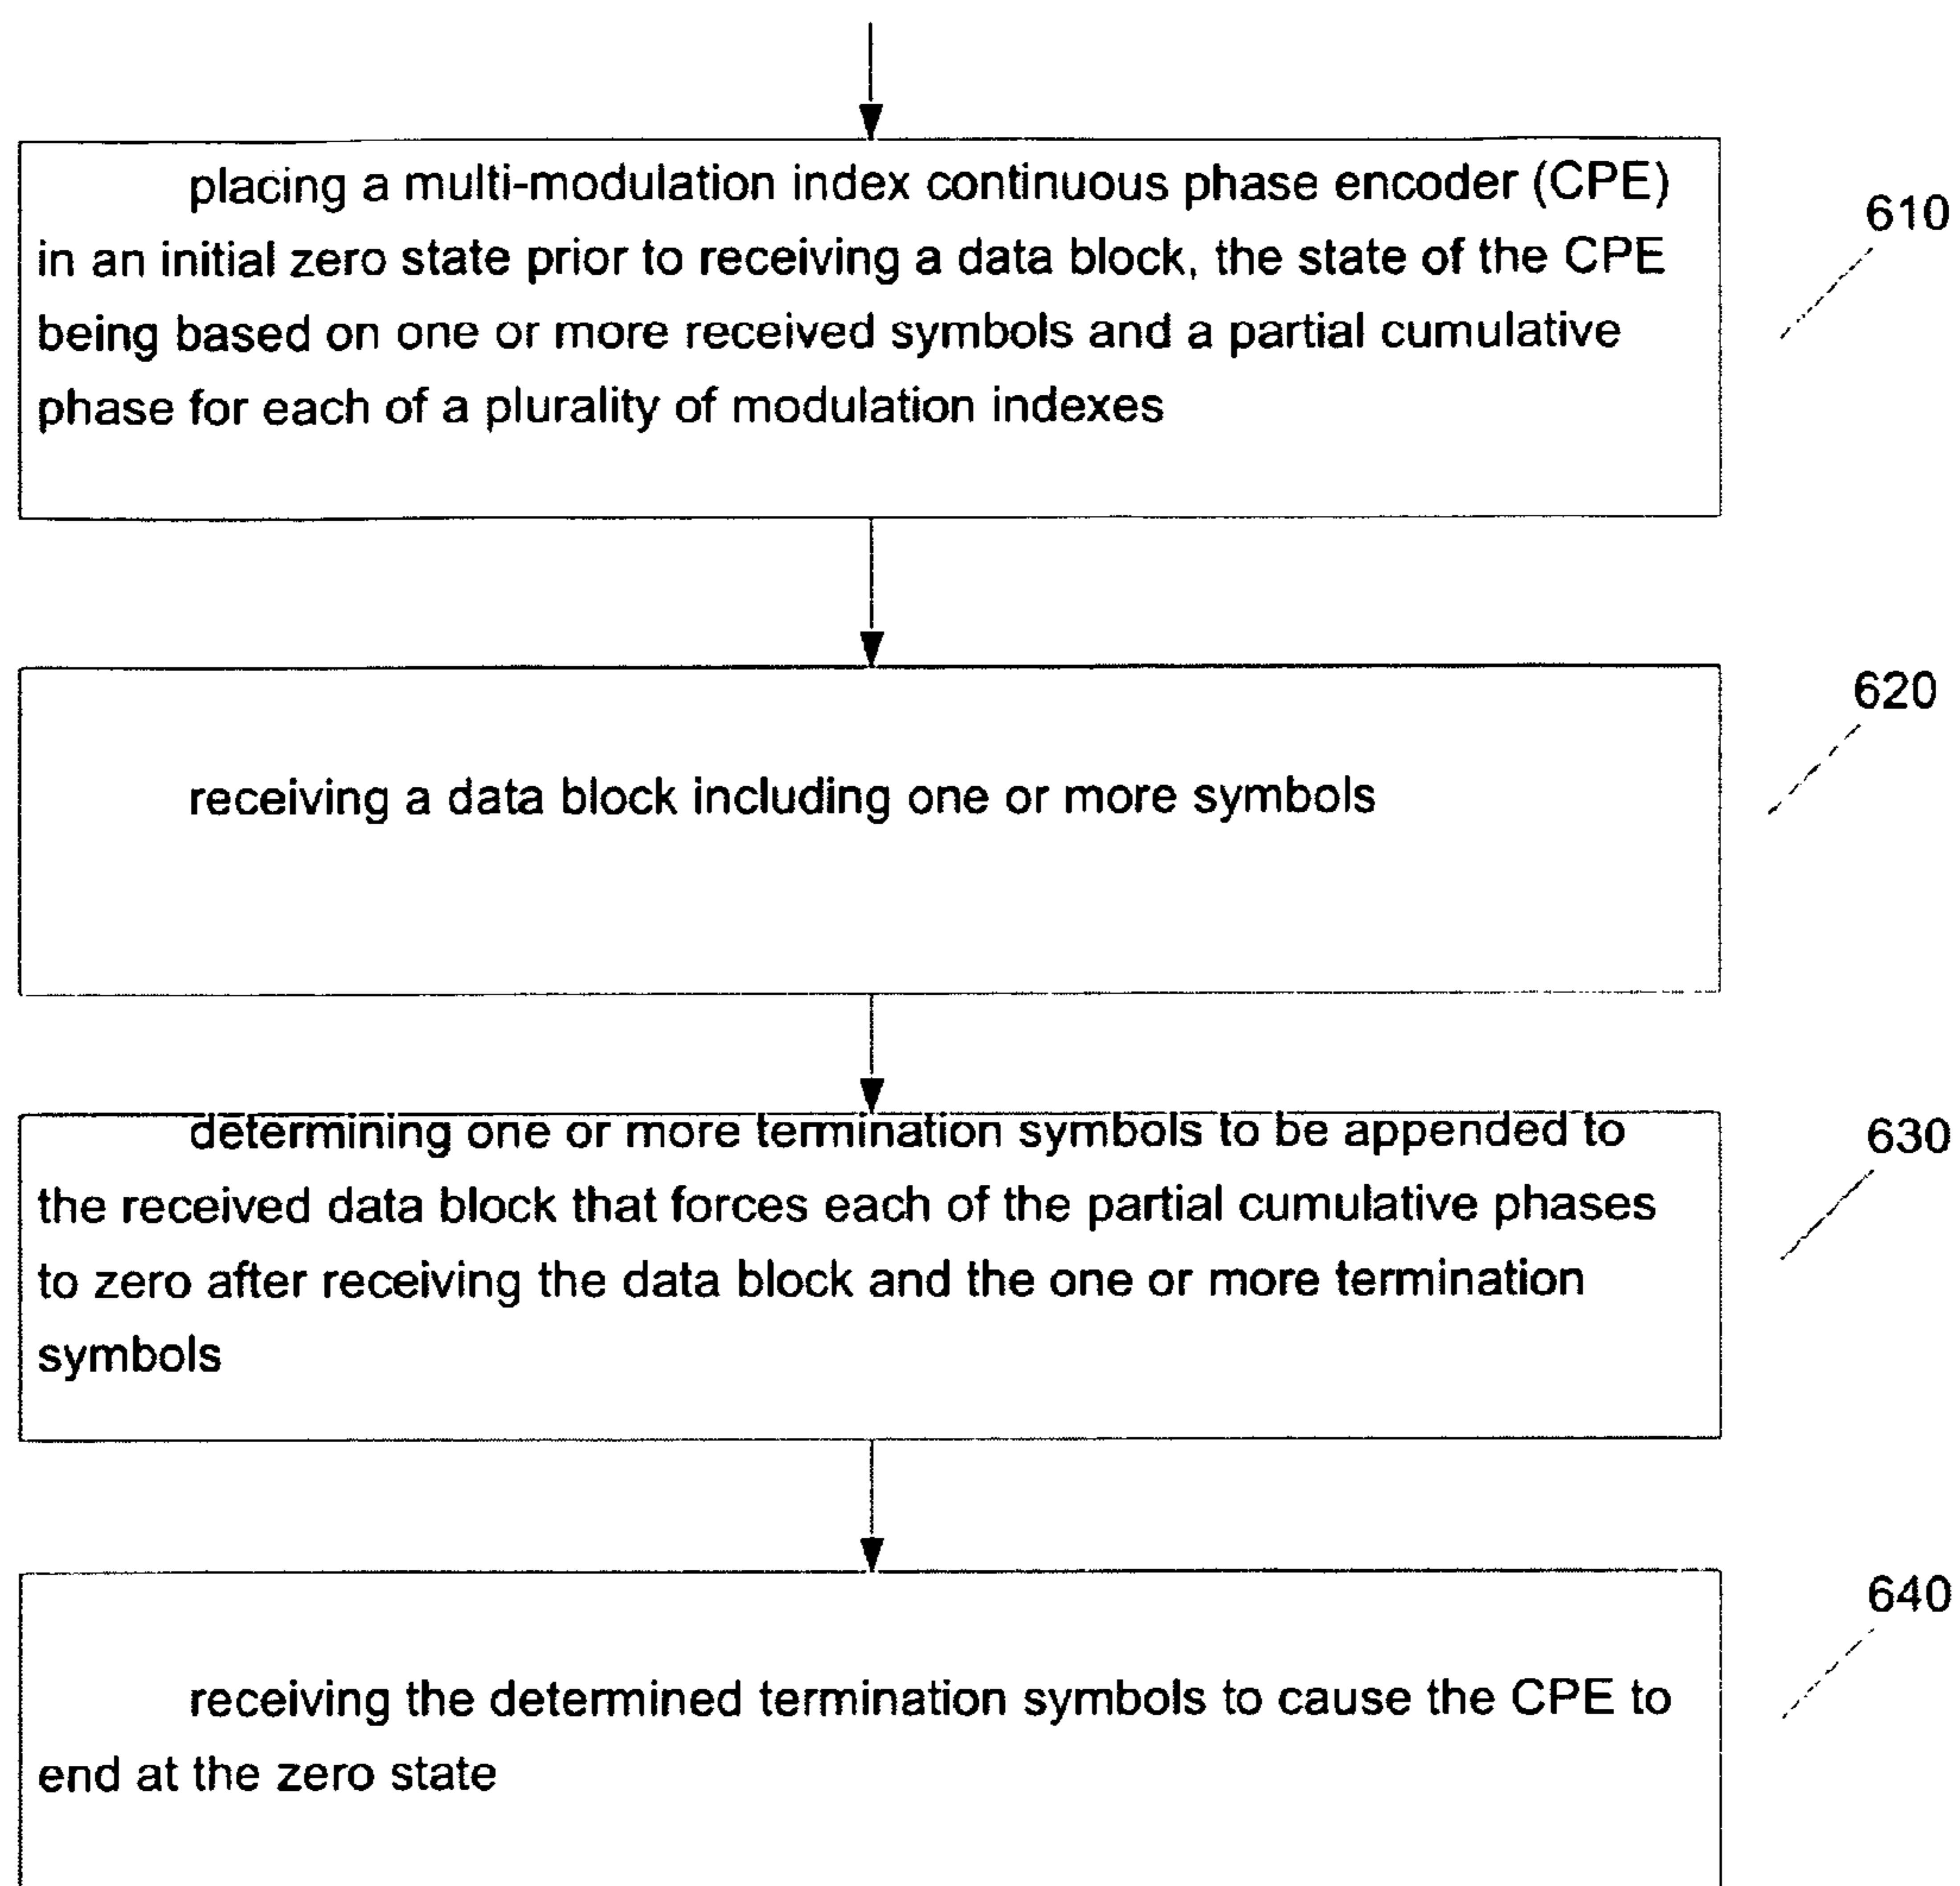 placing a multi-modulation index continuous phase encoder (CPE)
in an initial zero state prior to receiving a data block, the state of the CPE
being based on one or more received symbols and a partial cumulative
phase for each of a plurality of modulation indexes
610
receiving a data block including one or more symbols
620
determining one or more termination symbols to be appended to
the received data block that forces each of the partial cumulative phases
to zero after receiving the data block and the one or more termination
symbols
630
receiving the determined termination symbols to cause the CPE to
end at the zero state
640